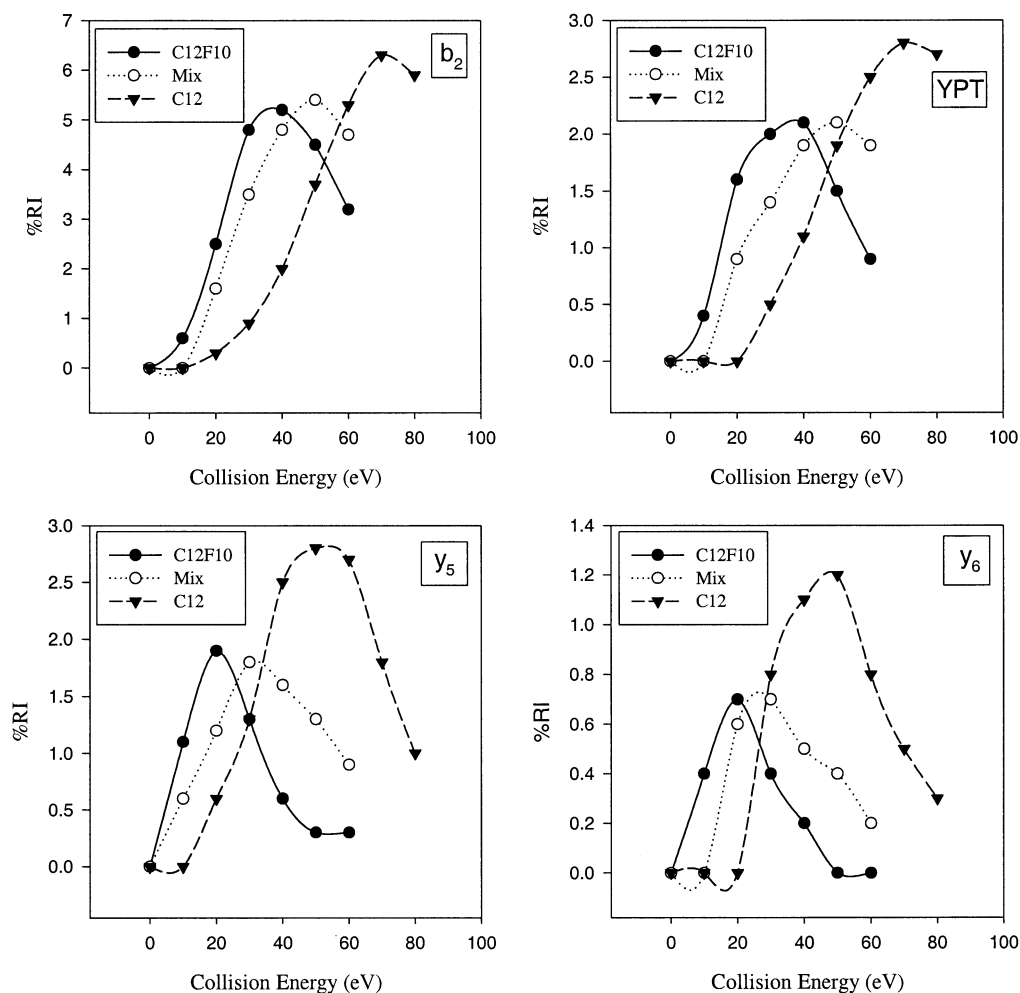 7
6
5
4
3
2
1
0
%RI
C12F10
Mix
C12
b2
0 20 40 60 80 100
Collision Energy (eV)
3.0
2.5
2.0
1.5
1.0
0.5
0.0
%RI
C12F10
Mix
C12
YPT
0 20 40 60 80 100
Collision Energy (eV)
3.0
2.5
2.0
1.5
1.0
0.5
0.0
%RI
C12F10
Mix
C12
y5
0 20 40 60 80 100
Collision Energy (eV)
1.4
1.2
1.0
0.8
0.6
0.4
0.2
0.0
%RI
C12F10
Mix
C12
y6
0 20 40 60 80 100
Collision Energy (eV)